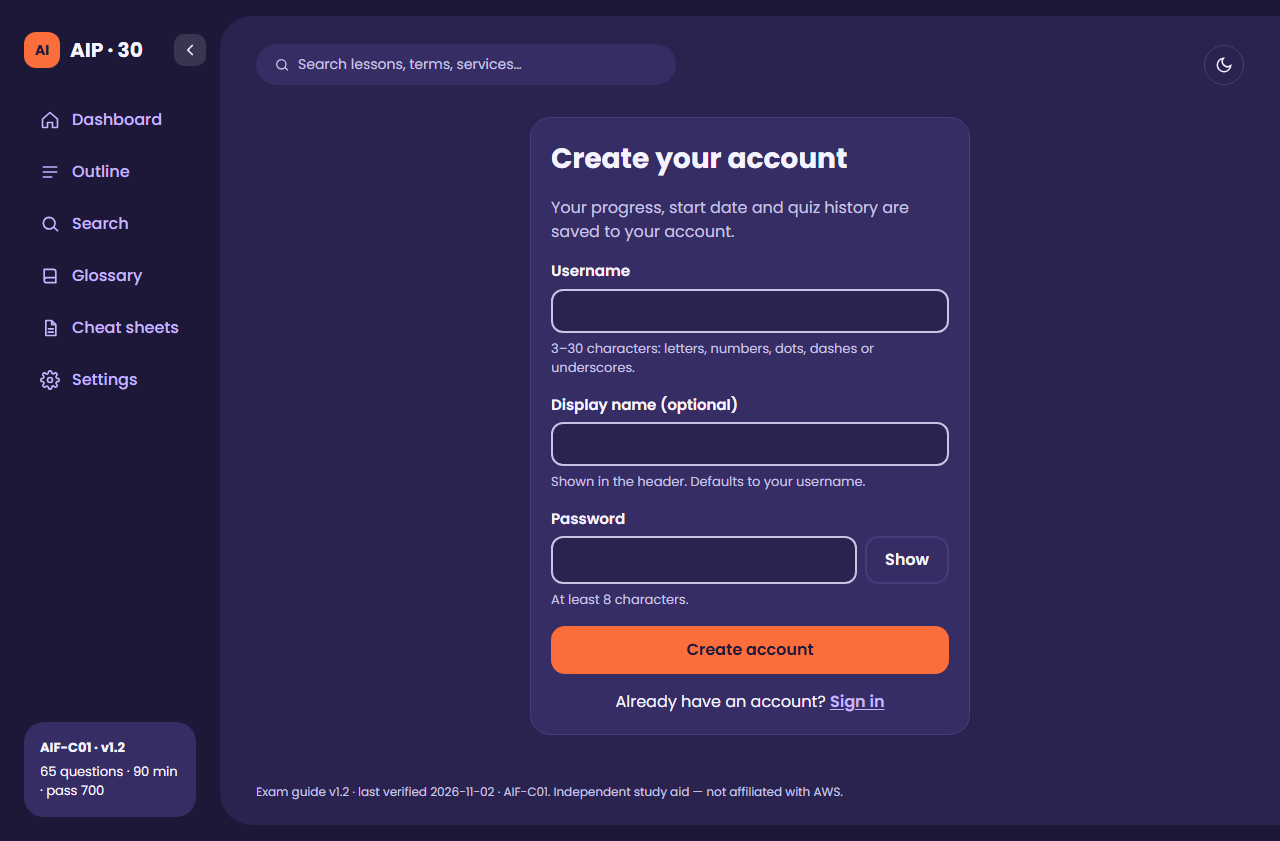 AI
AIP · 30
Search lessons, terms, services…
Dashboard
Outline
Search
Glossary
Cheat sheets
Settings
Create your account
Your progress, start date and quiz history are
saved to your account.
Username
3–30 characters: letters, numbers, dots, dashes or
underscores.
Display name (optional)
Shown in the header. Defaults to your username.
Password
Show
At least 8 characters.
Create account
Already have an account? Sign in
AIF-C01 · v1.2
65 questions · 90 min
· pass 700
Exam guide v1.2 · last verified 2026-11-02 · AIF-C01. Independent study aid — not affiliated with AWS.